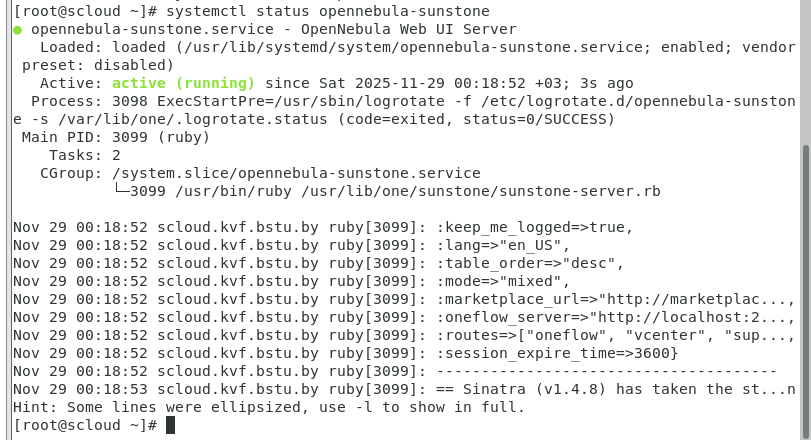 [root@scloud ~]# systemctl status opennebula-sunstone
● opennebula-sunstone.service - OpenNebula Web UI Server
   Loaded: loaded (/usr/lib/systemd/system/opennebula-sunstone.service; enabled; vendor
 preset: disabled)
   Active: active (running) since Sat 2025-11-29 00:18:52 +03; 3s ago
  Process: 3098 ExecStartPre=/usr/sbin/logrotate -f /etc/logrotate.d/opennebula-sunston
e -s /var/lib/one/.logrotate.status (code=exited, status=0/SUCCESS)
 Main PID: 3099 (ruby)
    Tasks: 2
   CGroup: /system.slice/opennebula-sunstone.service
           └─3099 /usr/bin/ruby /usr/lib/one/sunstone/sunstone-server.rb

Nov 29 00:18:52 scloud.kvf.bstu.by ruby[3099]: :keep_me_logged=>true,
Nov 29 00:18:52 scloud.kvf.bstu.by ruby[3099]: :lang=>"en_US",
Nov 29 00:18:52 scloud.kvf.bstu.by ruby[3099]: :table_order=>"desc",
Nov 29 00:18:52 scloud.kvf.bstu.by ruby[3099]: :mode=>"mixed",
Nov 29 00:18:52 scloud.kvf.bstu.by ruby[3099]: :marketplace_url=>"http://marketplac...,
Nov 29 00:18:52 scloud.kvf.bstu.by ruby[3099]: :oneflow_server=>"http://localhost:2...,
Nov 29 00:18:52 scloud.kvf.bstu.by ruby[3099]: :routes=>["oneflow", "vcenter", "sup...,
Nov 29 00:18:52 scloud.kvf.bstu.by ruby[3099]: :session_expire_time=>3600}
Nov 29 00:18:52 scloud.kvf.bstu.by ruby[3099]: --------------------------------------
Nov 29 00:18:53 scloud.kvf.bstu.by ruby[3099]: == Sinatra (v1.4.8) has taken the st...n
Hint: Some lines were ellipsized, use -l to show in full.
[root@scloud ~]#